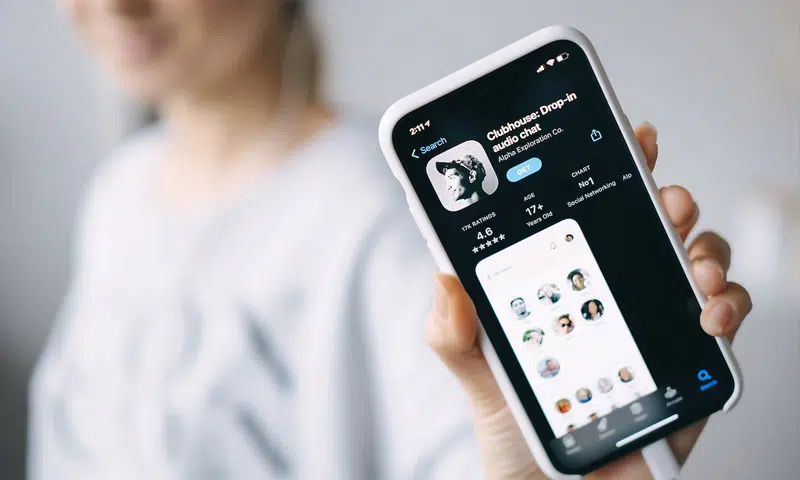 2:11
Search
Clubhouse: Drop-in
audio chat
Alpha Exploration Co.
GET
17K RATINGS
4.6
★★★★★
AGE
17+
Years Old
CHART
No1
Social Networking
Alp
Search